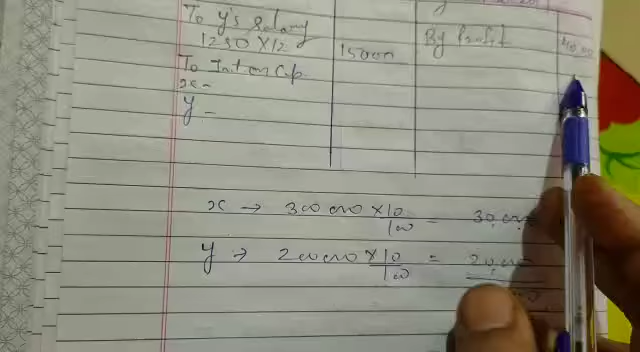 To Y's Salary
1250 X 12 15000 By Profit
To Int on Cap
x -
y -
x → 300000 X 10/100 = 30,000
y → 200000 X 10/100 = 20,000